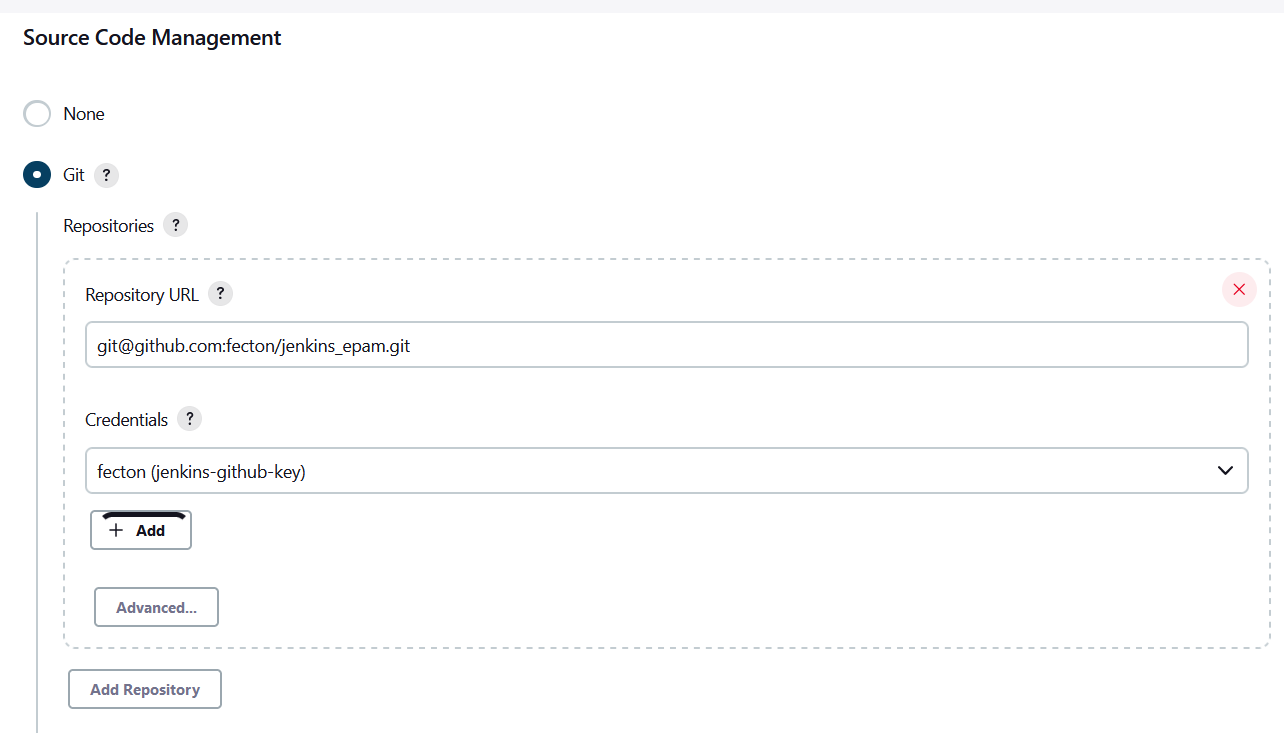 Source Code Management
None
Git ?
Repositories ?
Repository URL ?
git@github.com:fecton/jenkins_epam.git
Credentials ?
fecton (jenkins-github-key)
+ Add
Advanced...
Add Repository